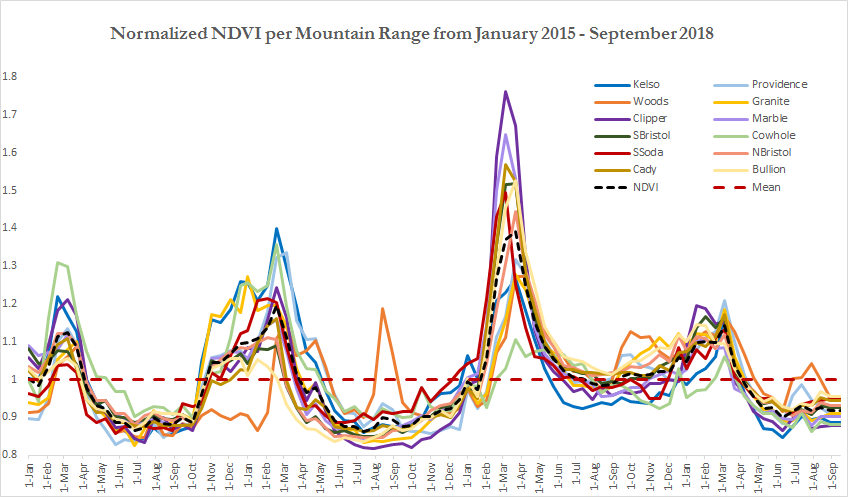 Normalized NDVI per Mountain Range from January 2015 - September 2018
1.8
1.7
1.6
1.5
1.4
1.3
1.2
1.1
1
0.9
0.8
Kelso Providence
Woods Granite
Clipper Marble
SBristol Cowhole
SSoda NBristol
Cady Bullion
NDVI Mean
1-Jan 1-Feb 1-Mar 1-Apr 1-May 1-Jun 1-Jul 1-Aug 1-Sep 1-Oct 1-Nov 1-Dec 1-Jan 1-Feb 1-Mar 1-Apr 1-May 1-Jun 1-Jul 1-Aug 1-Sep 1-Oct 1-Nov 1-Dec 1-Jan 1-Feb 1-Mar 1-Apr 1-May 1-Jun 1-Jul 1-Aug 1-Sep 1-Oct 1-Nov 1-Dec 1-Jan 1-Feb 1-Mar 1-Apr 1-May 1-Jun 1-Jul 1-Aug 1-Sep